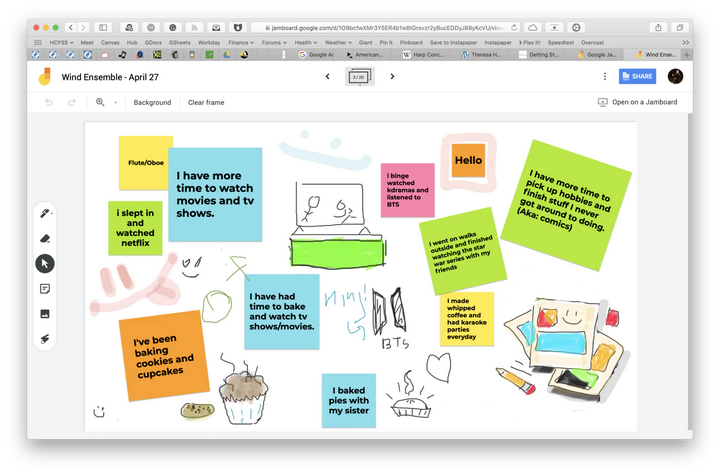 jamboard.google.com/
HCPSS
Meet
Canvas
Hub
GDocs
GSheets
Workday
Finance
Forums
Health
Weather
Giant
Fin It
Pinboard
Save to Instapaper
Instapaper
> Plex It!
Speedtest
Overcast
Google Ai
American...
Harp Conc...
Theresa H...
Getting St...
Google Ja...
Wind Ense...
Wind Ensemble - April 27
3 / 20
SHARE
Background
Clear frame
Open on a Jamboard
Flute/Oboe
I have more
time to watch
movies and tv
shows.
i binge
watched
kdramas and
listened to
BTS
Hello
I have more time to
pick up hobbies and
finish stuff I never
got around to doing.
(Aka: comics)
i slept in
and
watched
netflix
I went on walks
outside and finished
watching the star
war series with my
friends
I have had
time to bake
and watch tv
shows/movies.
BTS
I made
whipped
coffee and
had karaoke
parties
everyday
I've been
baking
cookies and
cupcakes
I baked
pies with
my sister